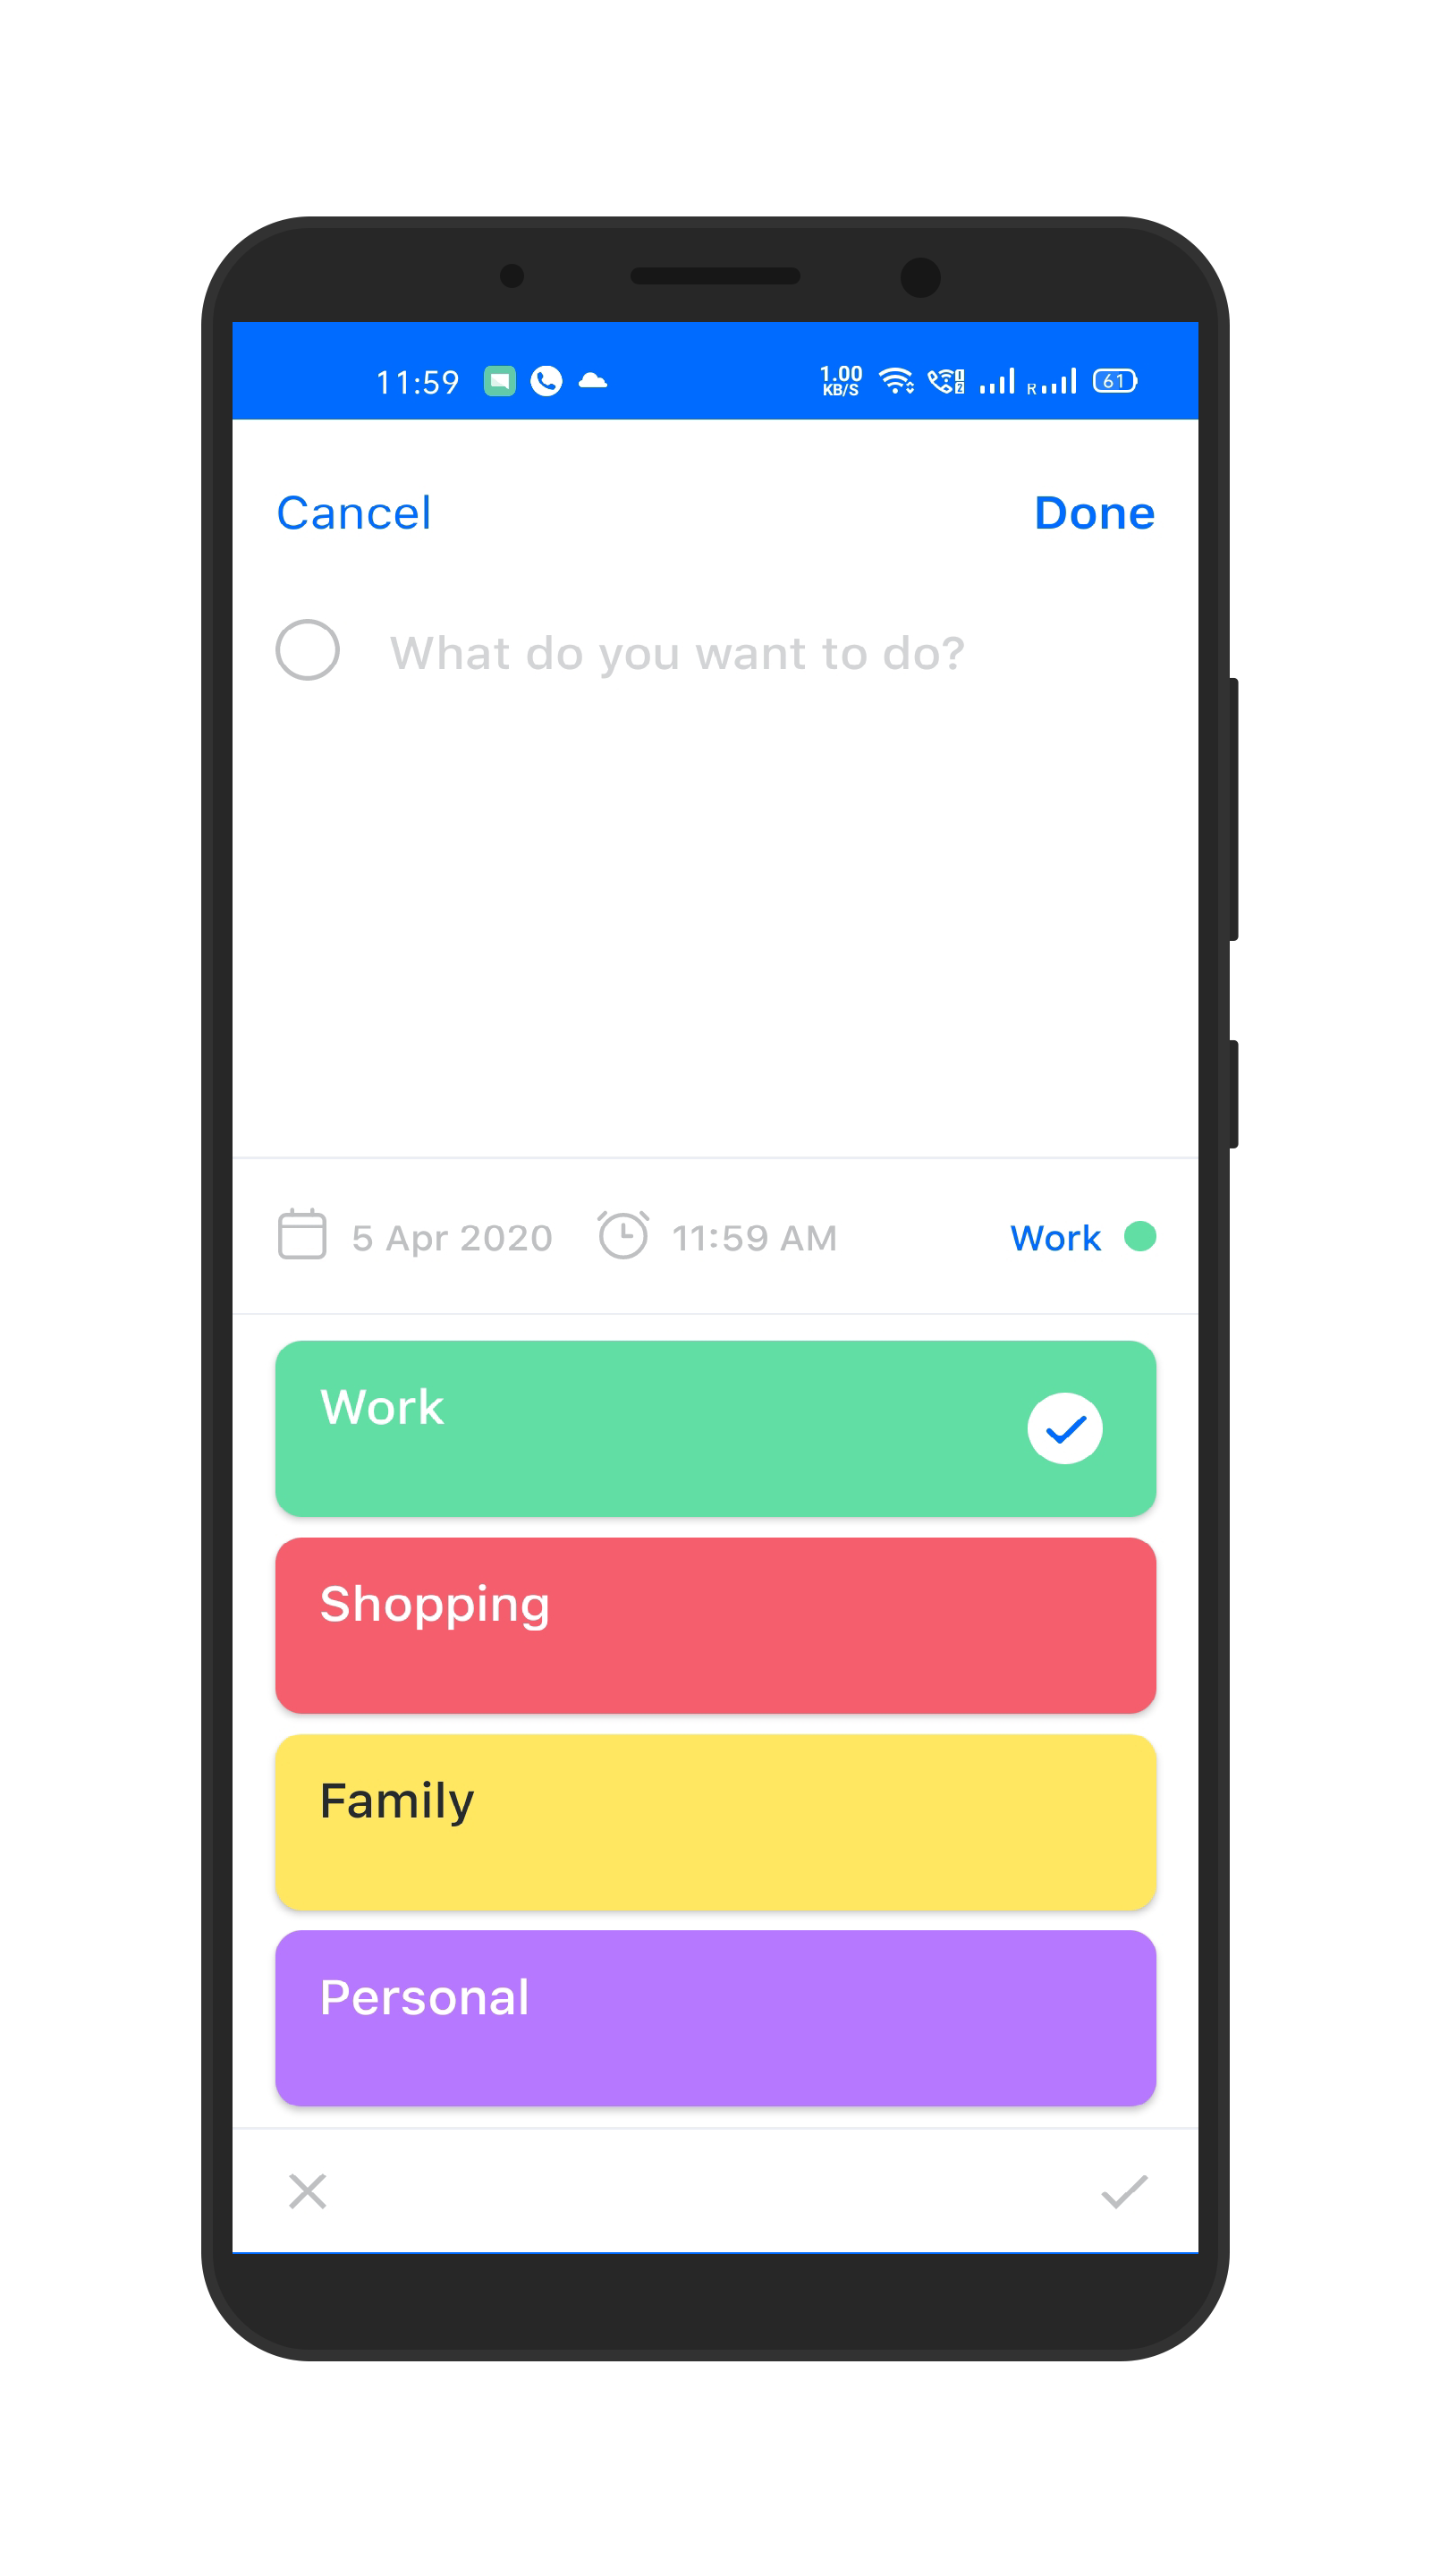 11:59 1.00 KB/S R 61
Cancel Done
What do you want to do?
5 Apr 2020 11:59 AM Work
Work
Shopping
Family
Personal